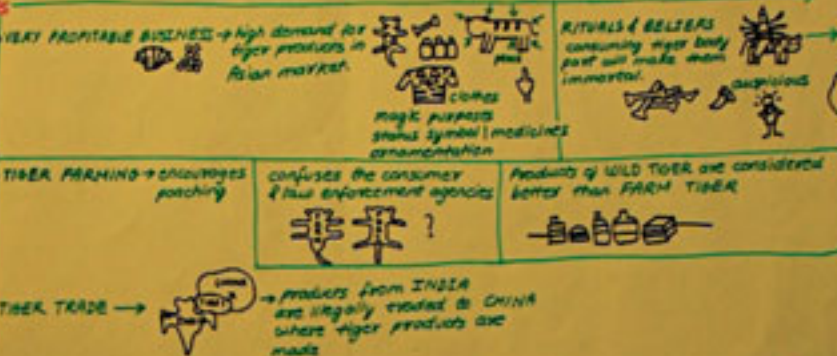 VERY PROFITABLE BUSINESS → high demand for
tiger products in
Asian market.
clothes
magic purposes
status symbol | medicines
ornamentation
RITUALS & BELIEFS
consuming tiger body
part will make them
immortal.
auspicious
TIGER FARMING → encourages
poaching
confuses the consumer
& law enforcement agencies
?
Products of WILD TIGER are considered
better than FARM TIGER
TIGER TRADE →
→ products from INDIA
are illegally traded to CHINA
where tiger products are
made